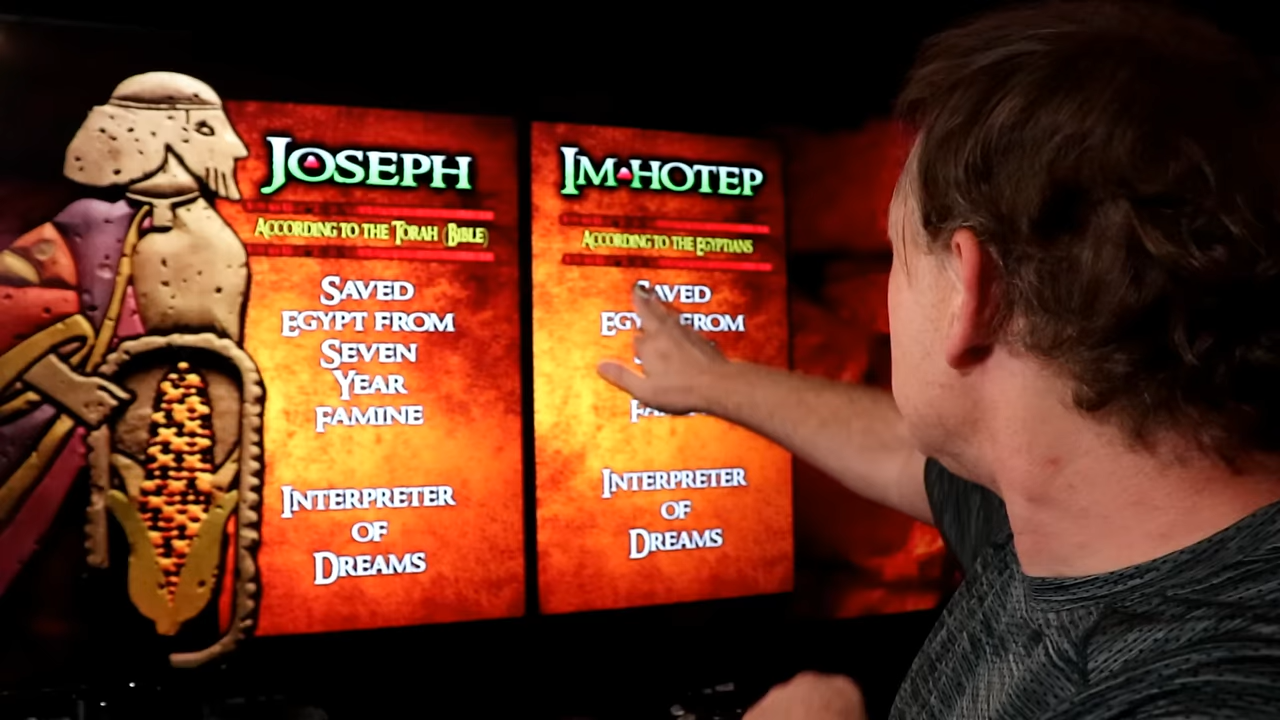 JOSEPH
ACCORDING TO THE TORAH (BIBLE)
SAVED
EGYPT FROM
SEVEN
YEAR
FAMINE
INTERPRETER
OF
DREAMS
IM-HOTEP
ACCORDING TO THE EGYPTIANS
SAVED
FROM
INTERPRETER
OF
DREAMS